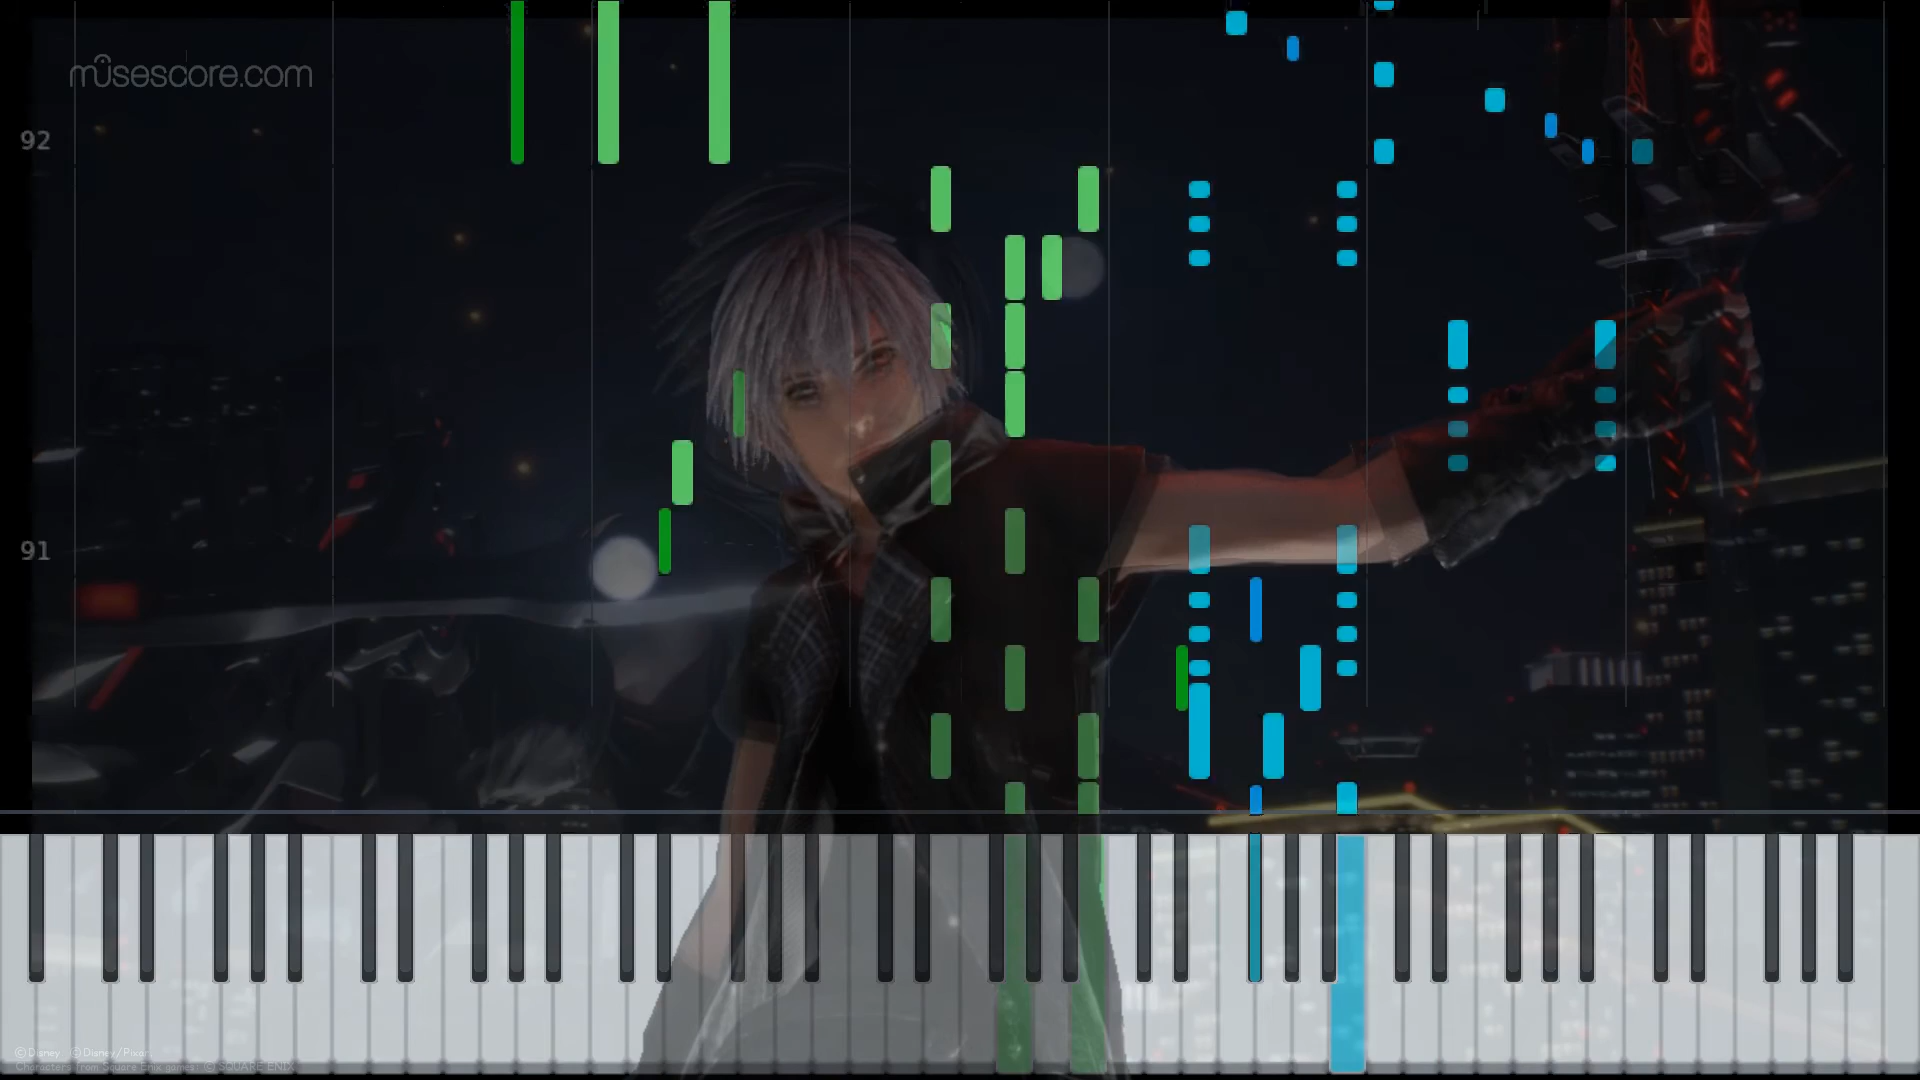 musescore.com
92
91
©Disney ©Disney/Pixar
Characters from Square Enix games: © SQUARE ENIX